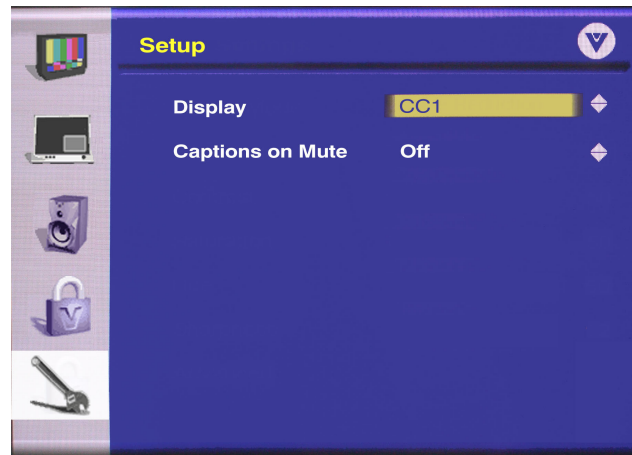 Setup
V
Display CC1
Captions on Mute Off
V